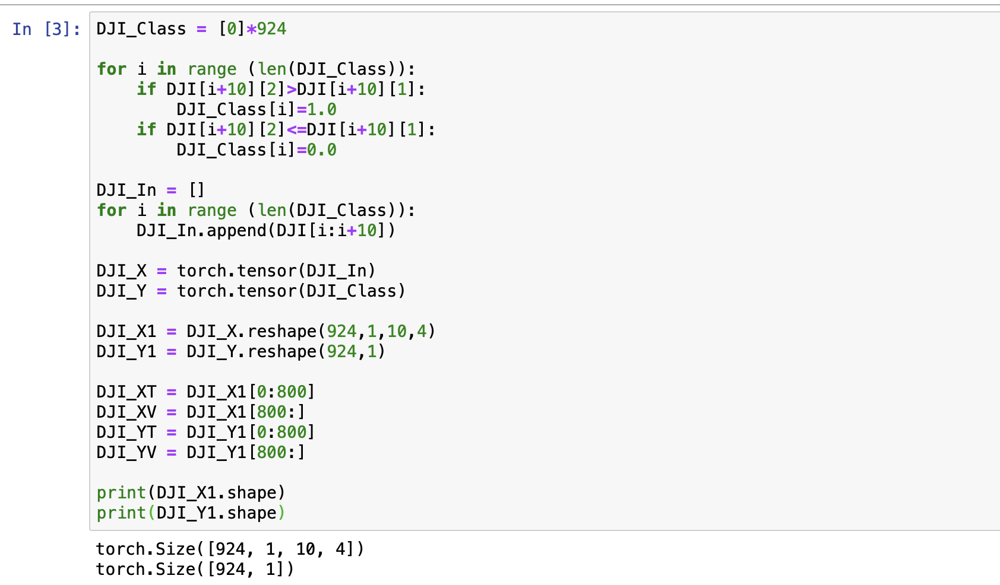 In [3]:
DJI_Class = [0]*924
for i in range (len(DJI_Class)):
    if DJI[i+10][2]>DJI[i+10][1]:
        DJI_Class[i]=1.0
    if DJI[i+10][2]<=DJI[i+10][1]:
        DJI_Class[i]=0.0
DJI_In = []
for i in range (len(DJI_Class)):
    DJI_In.append(DJI[i:i+10])
DJI_X = torch.tensor(DJI_In)
DJI_Y = torch.tensor(DJI_Class)
DJI_X1 = DJI_X.reshape(924,1,10,4)
DJI_Y1 = DJI_Y.reshape(924,1)
DJI_XT = DJI_X1[0:800]
DJI_XV = DJI_X1[800:]
DJI_YT = DJI_Y1[0:800]
DJI_YV = DJI_Y1[800:]
print(DJI_X1.shape)
print(DJI_Y1.shape)
torch.Size([924, 1, 10, 4])
torch.Size([924, 1])